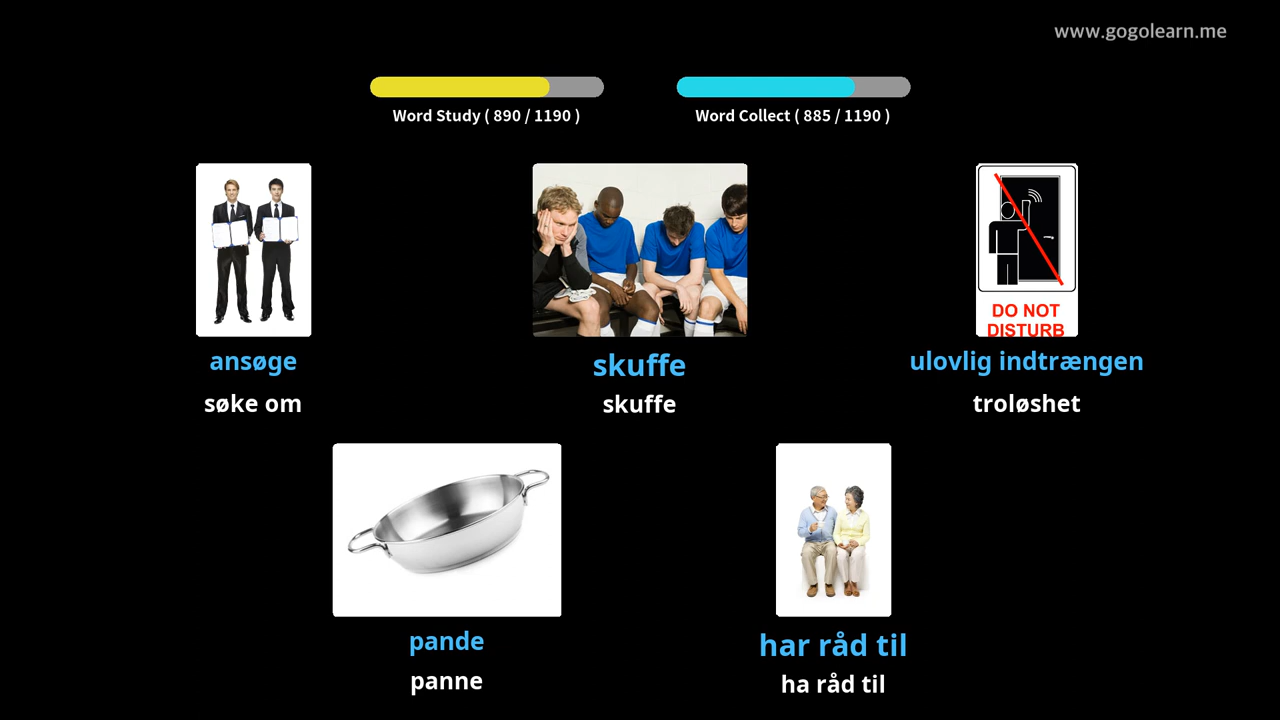 www.gogolearn.me
Word Study ( 890 / 1190 )
Word Collect ( 885 / 1190 )
DO NOT
DISTURB
ansøge
skuffe
ulovlig indtrængen
søke om
skuffe
troløshet
pande
har råd til
panne
ha råd til